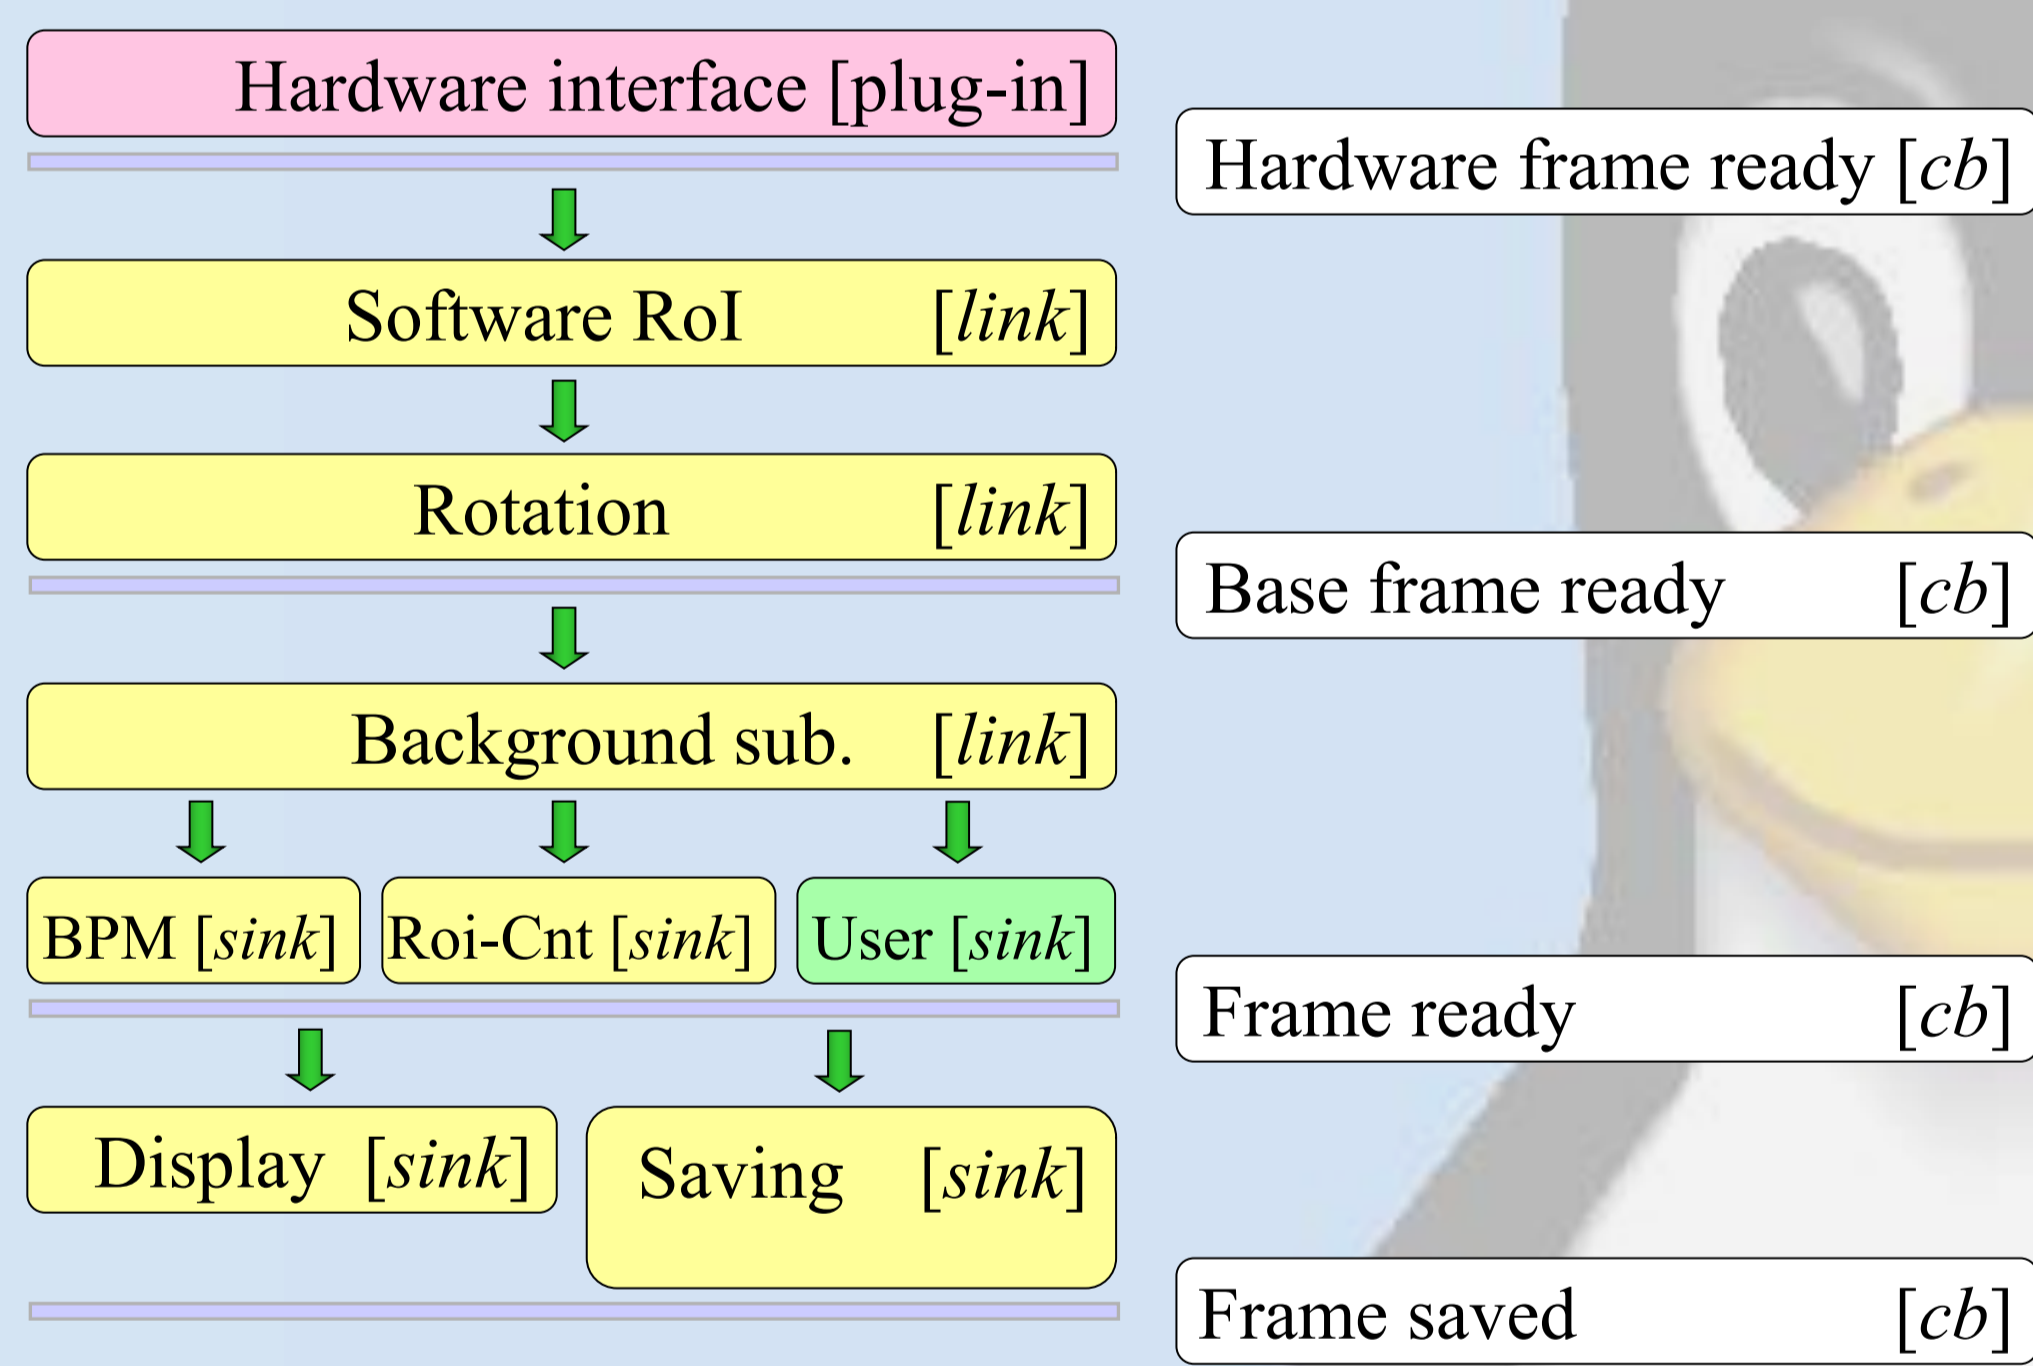 Hardware interface [plug-in]
Hardware frame ready [cb]
Software RoI [link]
Rotation [link]
Base frame ready [cb]
Background sub. [link]
BPM [sink]
Roi-Cnt [sink]
User [sink]
Frame ready [cb]
Display [sink]
Saving [sink]
Frame saved [cb]